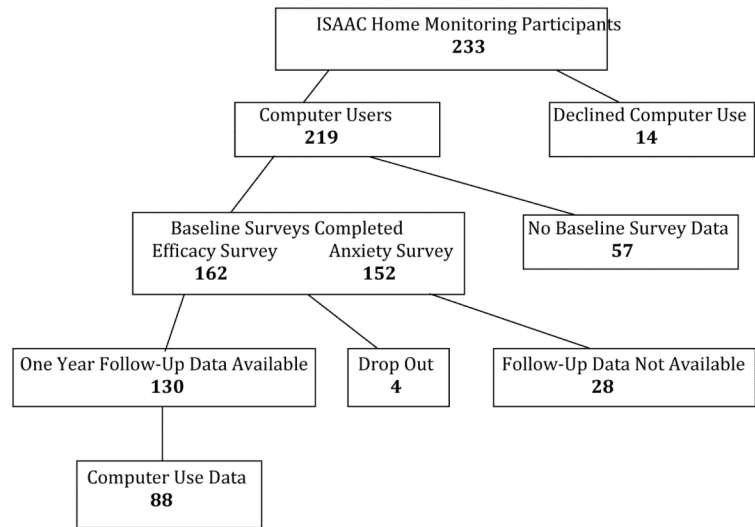 ISAAC Home Monitoring Participants
233
Computer Users
219
Declined Computer Use
14
Baseline Surveys Completed
Efficacy Survey Anxiety Survey
162 152
No Baseline Survey Data
57
One Year Follow-Up Data Available
130
Drop Out
4
Follow-Up Data Not Available
28
Computer Use Data
88